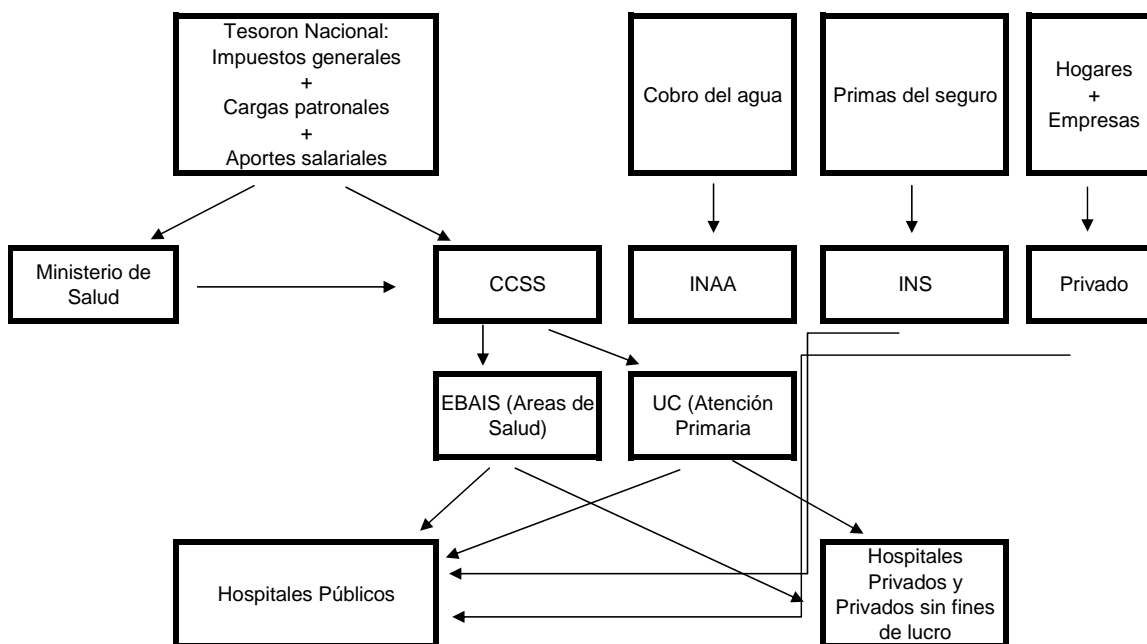 Tesoron Nacional:
Impuestos generales
+
Cargas patronales
+
Aportes salariales
Cobro del agua
Primas del seguro
Hogares
+
Empresas
Ministerio de
Salud
CCSS
INAA
INS
Privado
EBAIS (Areas de
Salud)
UC (Atención
Primaria
Hospitales Públicos
Hospitales
Privados y
Privados sin fines
de lucro